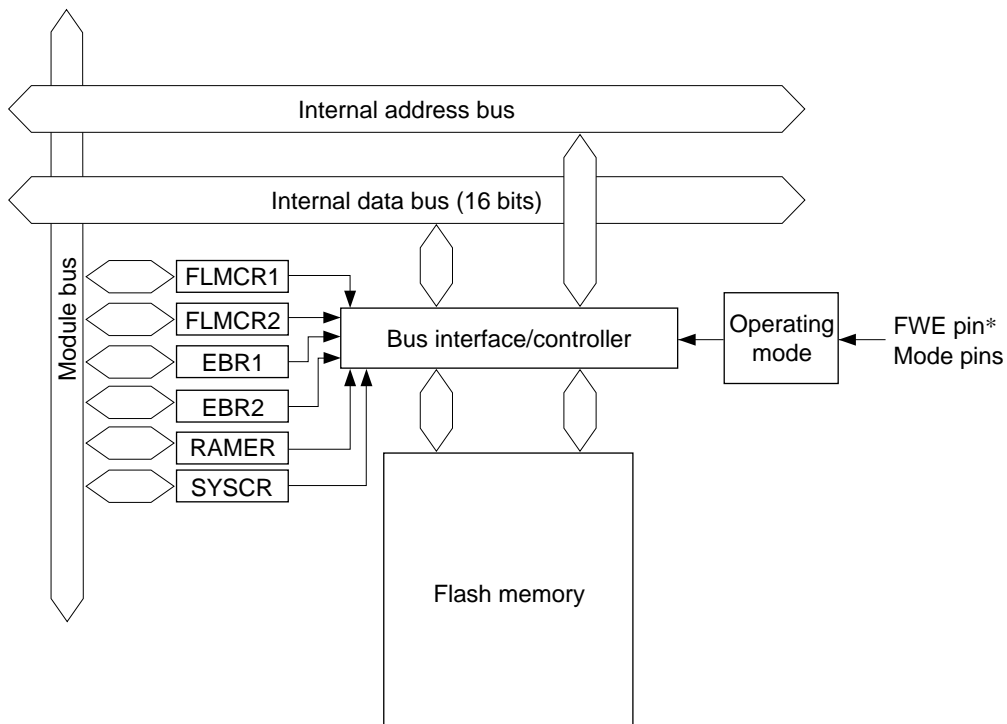 Internal address bus
Internal data bus (16 bits)
Module bus
FLMCR1
FLMCR2
EBR1
EBR2
RAMER
SYSCR
Bus interface/controller
Operating
mode
FWE pin*
Mode pins
Flash memory